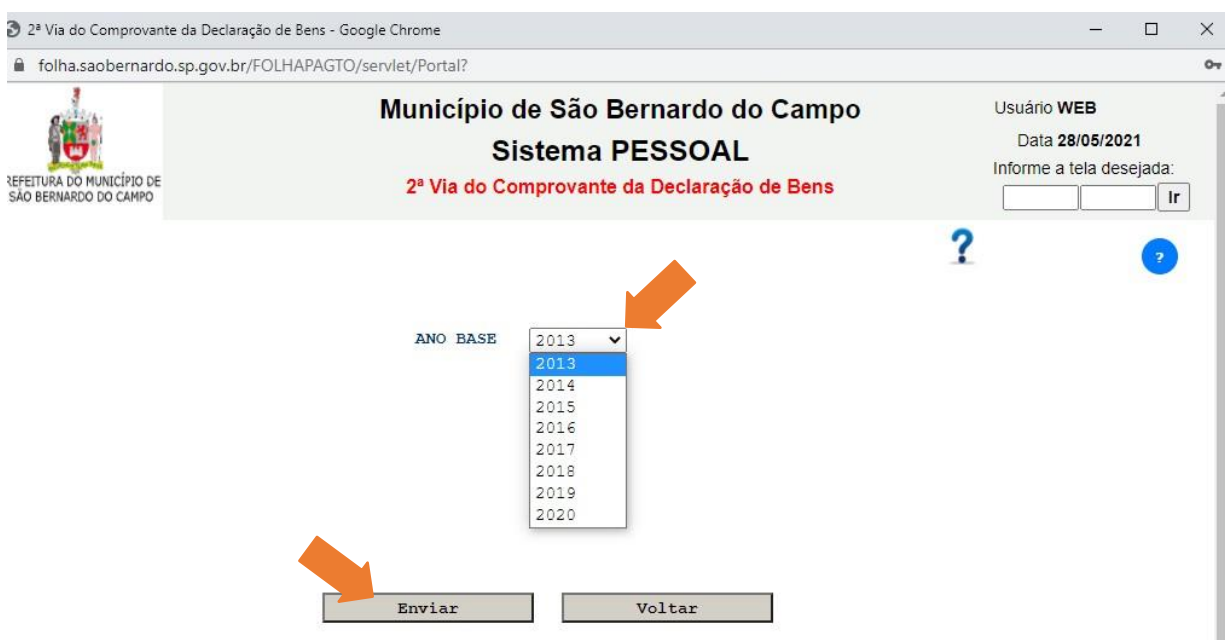 2ª Via do Comprovante da Declaração de Bens - Google Chrome
folha.saobernardo.sp.gov.br/FOLHAPAGTO/servlet/Portal?
REFEITURA DO MUNICÍPIO DE
SÃO BERNARDO DO CAMPO
Município de São Bernardo do Campo
Sistema PESSOAL
2ª Via do Comprovante da Declaração de Bens
Usuário WEB
Data 28/05/2021
Informe a tela desejada:
Ir
?
?
ANO BASE 2013
2013
2014
2015
2016
2017
2018
2019
2020
Enviar Voltar